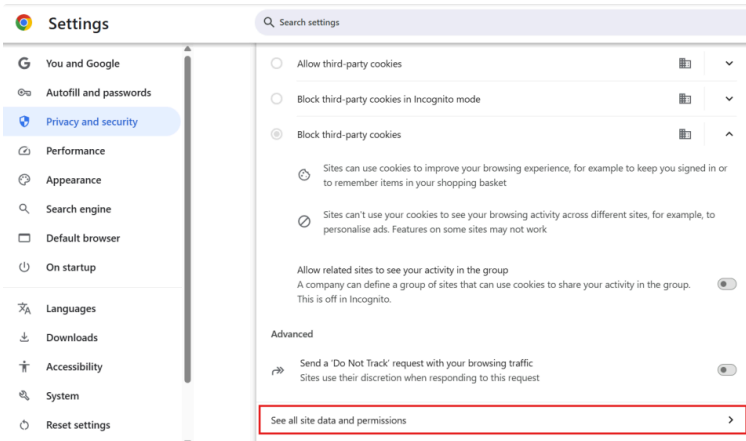 Settings
Search settings
You and Google
Autofill and passwords
Privacy and security
Performance
Appearance
Search engine
Default browser
On startup
Languages
Downloads
Accessibility
System
Reset settings
Allow third-party cookies
Block third-party cookies in Incognito mode
Block third-party cookies
Sites can use cookies to improve your browsing experience, for example to keep you signed in or
to remember items in your shopping basket
Sites can't use your cookies to see your browsing activity across different sites, for example, to
personalise ads. Features on some sites may not work
Allow related sites to see your activity in the group
A company can define a group of sites that can use cookies to share your activity in the group.
This is off in Incognito.
Advanced
Send a 'Do Not Track' request with your browsing traffic
Sites use their discretion when responding to this request
See all site data and permissions